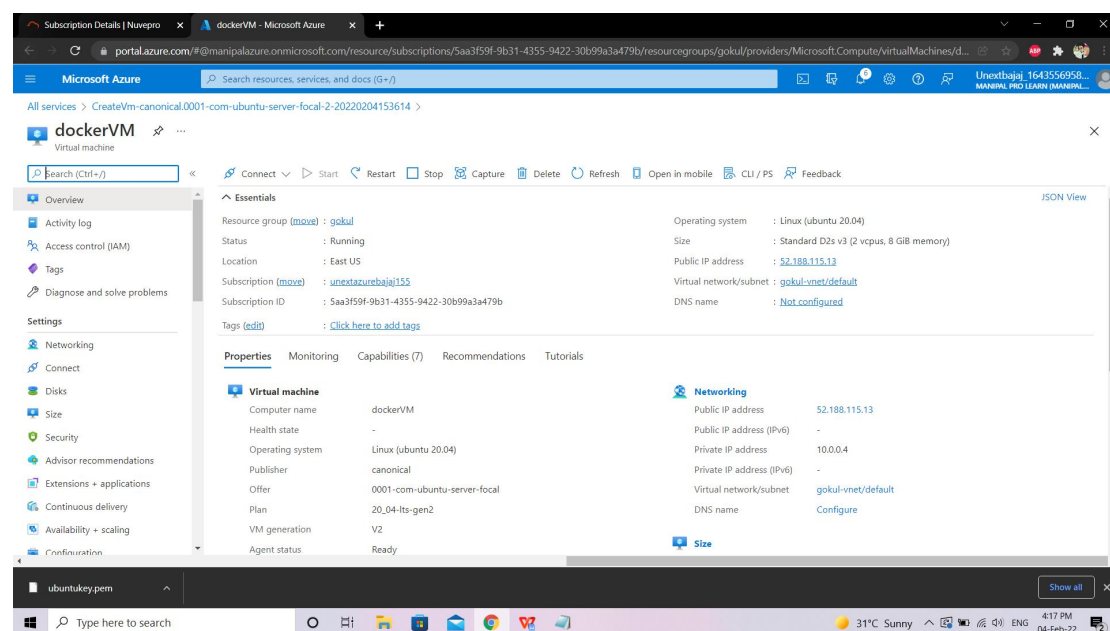 Subscription Details | Nuvepro
dockerVM - Microsoft Azure
portal.azure.com/#@manipalazure.onmicrosoft.com/resource/subscriptions/5aa3f59f-9b31-4355-9422-30b99a3a479b/resourcegroups/gokul/providers/Microsoft.Compute/virtualMachines/d...
ABP
Microsoft Azure
Search resources, services, and docs (G+/)
6
Unextbajaj_1643556958...
MANIPAL PRO LEARN (MANIPAL...
All services > CreateVm-canonical.0001-com-ubuntu-server-focal-2-20220204153614 >
dockerVM
Virtual machine
Search (Ctrl+/)
Connect Start Restart Stop Capture Delete Refresh Open in mobile CLI / PS Feedback
Overview
Activity log
Access control (IAM)
Tags
Diagnose and solve problems
Settings
Networking
Connect
Disks
Size
Security
Advisor recommendations
Extensions + applications
Continuous delivery
Availability + scaling
Configuration
Essentials
JSON View
Resource group (move) : gokul
Status : Running
Location : East US
Subscription (move) : unextazurebajaj155
Subscription ID : 5aa3f59f-9b31-4355-9422-30b99a3a479b
Tags (edit) : Click here to add tags
Operating system : Linux (ubuntu 20.04)
Size : Standard D2s v3 (2 vcpus, 8 GiB memory)
Public IP address : 52.188.115.13
Virtual network/subnet : gokul-vnet/default
DNS name : Not configured
Properties Monitoring Capabilities (7) Recommendations Tutorials
Virtual machine
Computer name dockerVM
Health state -
Operating system Linux (ubuntu 20.04)
Publisher canonical
Offer 0001-com-ubuntu-server-focal
Plan 20_04-lts-gen2
VM generation V2
Agent status Ready
Networking
Public IP address 52.188.115.13
Public IP address (IPv6) -
Private IP address 10.0.0.4
Private IP address (IPv6) -
Virtual network/subnet gokul-vnet/default
DNS name Configure
Size
ubuntukey.pem
Show all
Type here to search
31°C Sunny
ENG
4:17 PM
04-Feb-22
2